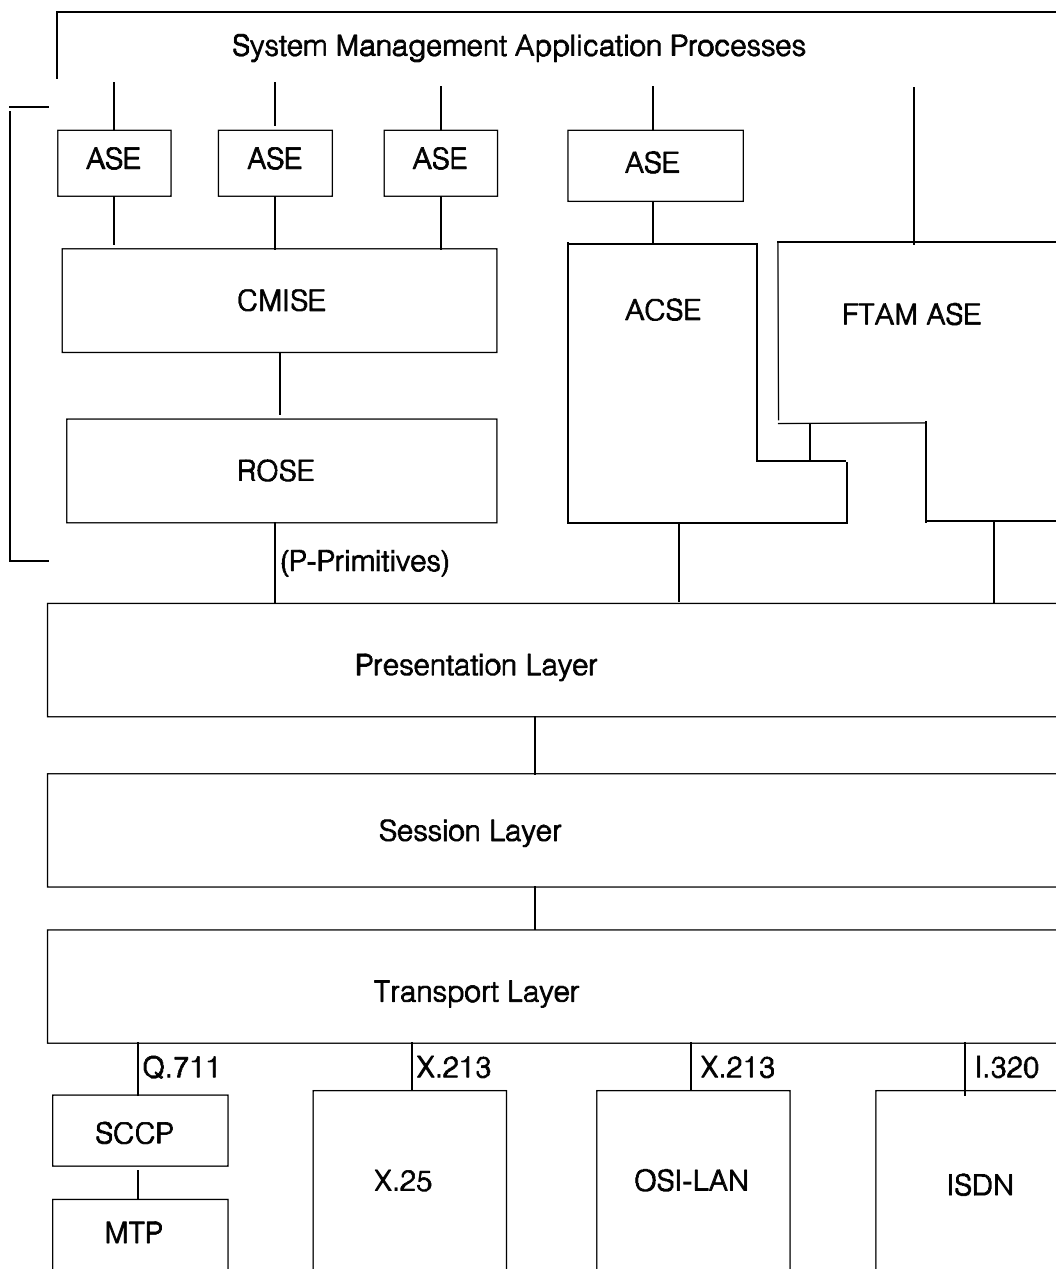 System Management Application Processes
ASE ASE ASE ASE
CMISE ACSE FTAM ASE
ROSE
(P-Primitives)
Presentation Layer
Session Layer
Transport Layer
Q.711 X.213 X.213 I.320
SCCP
X.25 OSI-LAN ISDN
MTP